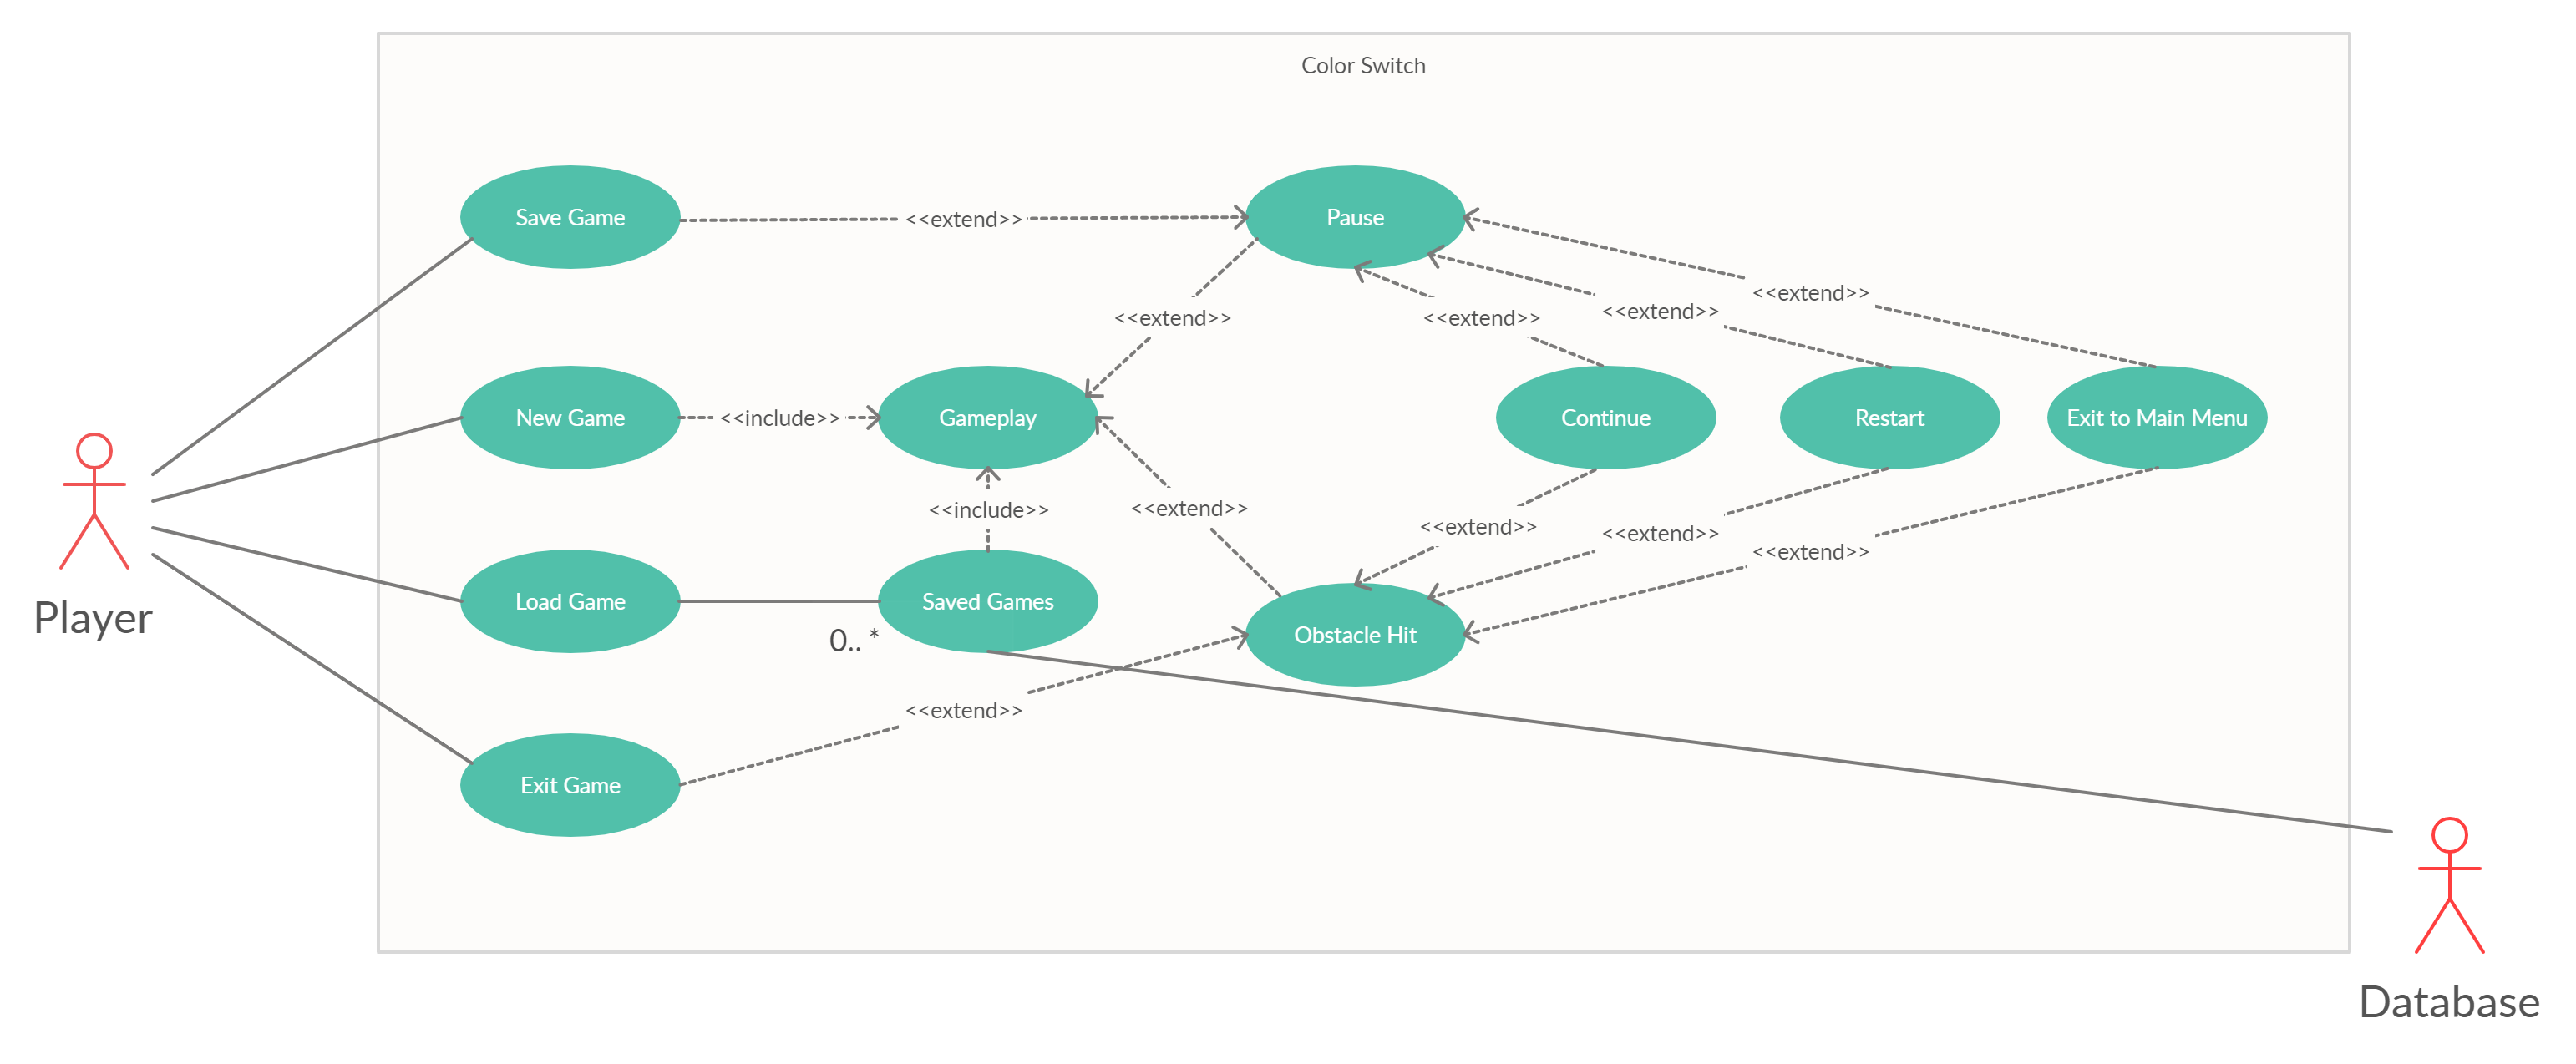 Color Switch
Save Game
<<extend>>
Pause
<<extend>>
<<extend>>
<<extend>>
<<extend>>
New Game
<<include>>
Gameplay
Continue
Restart
Exit to Main Menu
<<include>>
<<extend>>
<<extend>>
<<extend>>
<<extend>>
Player
Load Game
0.. *
Saved Games
Obstacle Hit
<<extend>>
Exit Game
Database